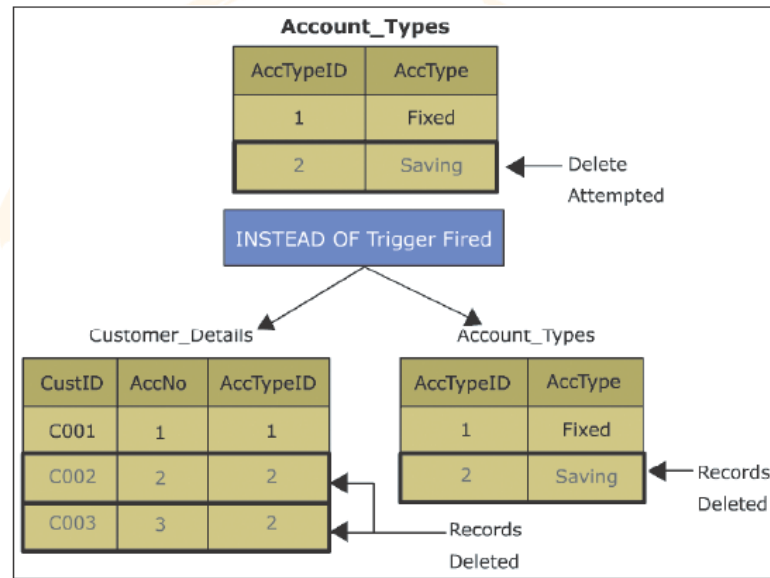 Account_Types
AccTypeID AccType
1 Fixed
2 Saving
Delete
Attempted
INSTEAD OF Trigger Fired
Customer_Details
CustID AccNo AccTypeID
C001 1 1
C002 2 2
C003 3 2
Records
Deleted
Account_Types
AccTypeID AccType
1 Fixed
2 Saving
Records
Deleted